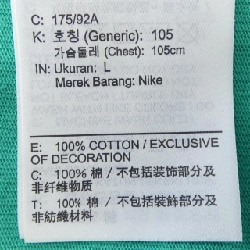 C: 175/92A
K: 호칭 (Generic): 105
가슴둘레 (Chest): 105cm
IN: Ukuran: L
Merek Barang: Nike
E: 100% COTTON / EXCLUSIVE
OF DECORATION
C: 100% 棉 / 不包括装饰部分及
非纤维物质
T: 100% 棉 / 不包括裝飾部分及
非紡織材料